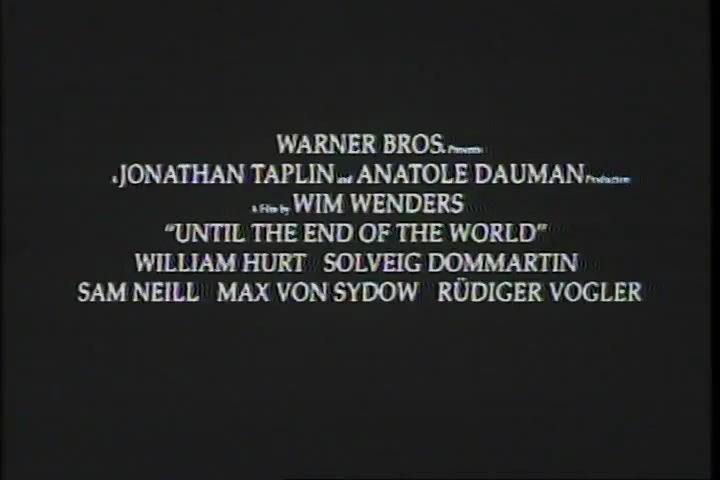 WARNER BROS. Presents
A JONATHAN TAPLIN and ANATOLE DAUMAN Production
A Film by WIM WENDERS
"UNTIL THE END OF THE WORLD"
WILLIAM HURT SOLVEIG DOMMARTIN
SAM NEILL MAX VON SYDOW RÜDIGER VOGLER